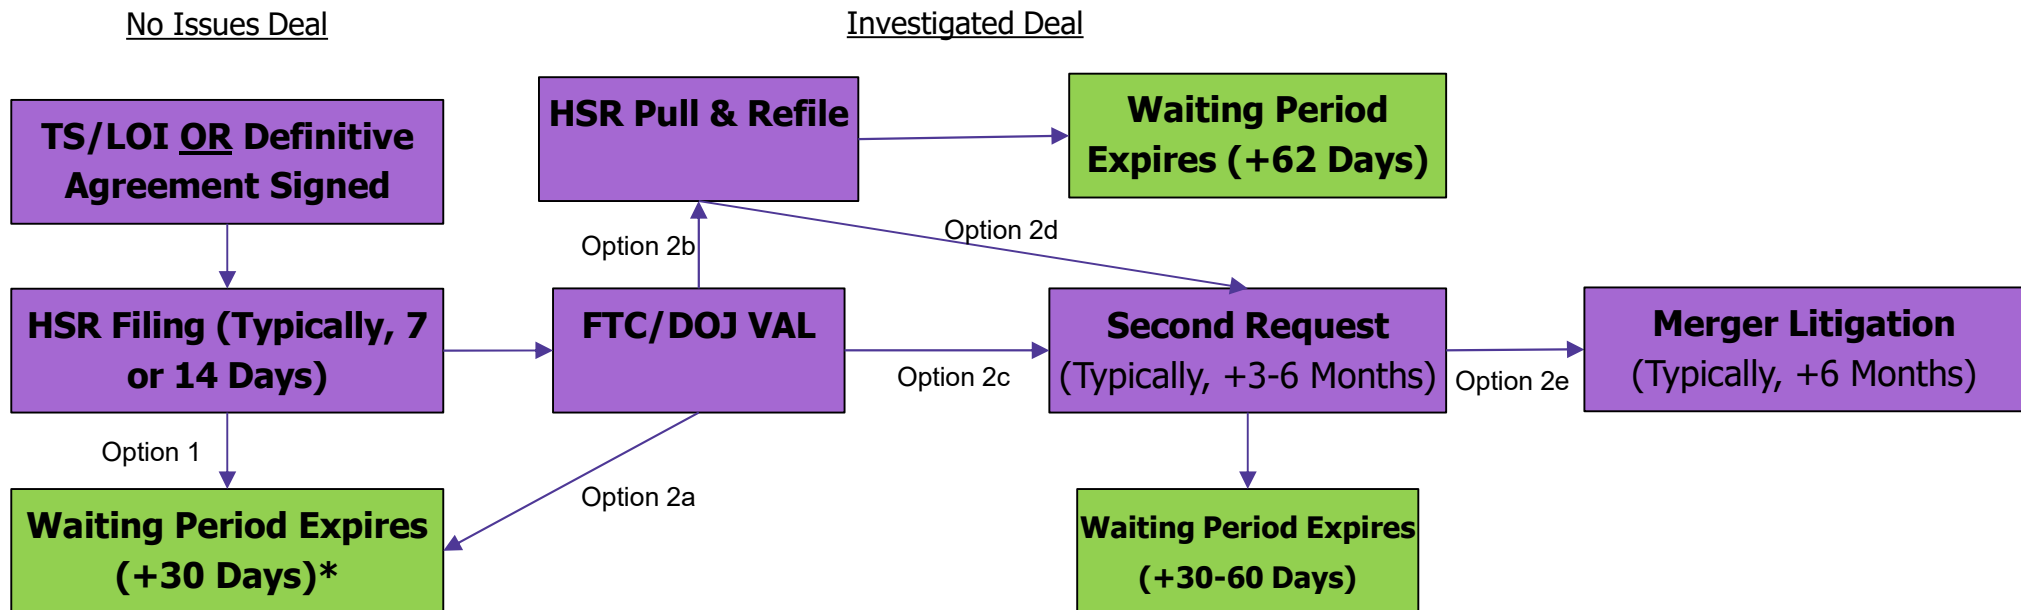 No Issues Deal
Investigated Deal
TS/LOI OR Definitive
Agreement Signed
HSR Pull & Refile
Waiting Period
Expires (+62 Days)
Option 2b
Option 2d
HSR Filing (Typically, 7
or 14 Days)
FTC/DOJ VAL
Second Request
(Typically, +3-6 Months)
Merger Litigation
(Typically, +6 Months)
Option 2c
Option 2e
Option 1
Option 2a
Waiting Period Expires
(+30 Days)*
Waiting Period Expires
(+30-60 Days)